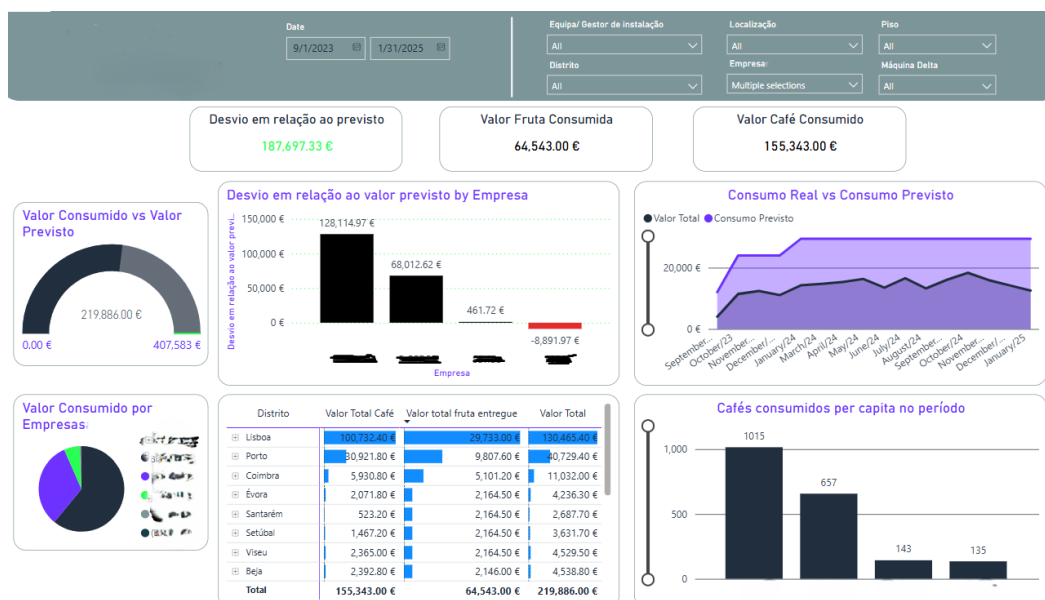 Date
9/1/2023
1/31/2025
Equipa/ Gestor de instalação
All
Localização
All
Piso
All
Distrito
All
Empresa
Multiple selections
Máquina Delta
All
Desvio em relação ao previsto
187,697.33 €
Valor Fruta Consumida
64,543.00 €
Valor Café Consumido
155,343.00 €
Valor Consumido vs Valor
Previsto
219.886.00 €
0.00 €
407,583 €
Desvio em relação ao valor previsto by Empresa
Desvio em relação ao valor previ...
150,000 €
100,000 €
50,000 €
0 €
128,114.97 €
68,012.62 €
461.72 €
-8,891.97 €
Empresa
Consumo Real vs Consumo Previsto
Valor Total
Consumo Previsto
20,000 €
0 €
September...
October/23
November...
December/...
January/24
March/24
April/24
May/24
June/24
July/24
August/24
September...
October/24
November...
December/...
January/25
Valor Consumido por
Empresas
Distrito Valor Total Café Valor total fruta entregue Valor Total
Lisboa 100,732.40 € 29,733.00 € 130,465.40 €
Porto 30,921.80 € 9,807.60 € 40,729.40 €
Coimbra 5,930.80 € 5,101.20 € 11,032.00 €
Évora 2,071.80 € 2,164.50 € 4,236.30 €
Santarém 523.20 € 2,164.50 € 2,687.70 €
Setúbal 1,467.20 € 2,164.50 € 3,631.70 €
Viseu 2,365.00 € 2,164.50 € 4,529.50 €
Beja 2,392.80 € 2,146.00 € 4,538.80 €
Total 155,343.00 € 64,543.00 € 219,886.00 €
Cafés consumidos per capita no período
1,000
500
0
1015
657
143
135